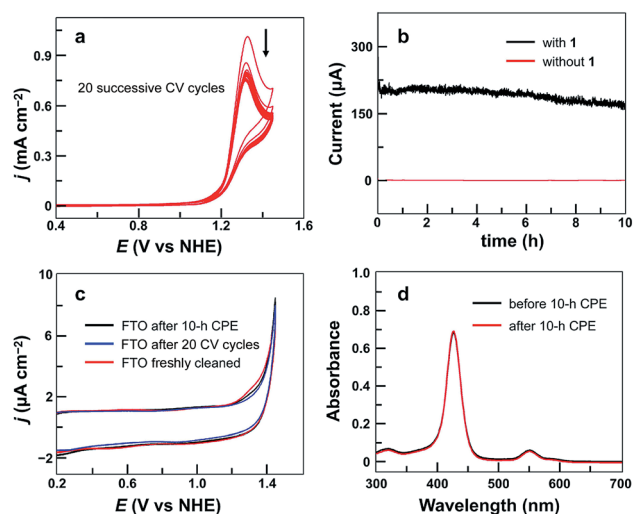 a
20 successive CV cycles
j (mA cm⁻²)
0
0.3
0.6
0.9
0.4
0.8
1.0
1.2
1.6
E (V vs NHE)
b
with 1
without 1
Current (µA)
0
150
300
0
2
4
6
8
10
time (h)
c
FTO after 10-h CPE
FTO after 20 CV cycles
FTO freshly cleaned
j (µA cm⁻²)
−2
2
6
10
0.2
0.6
1.0
1.4
E (V vs NHE)
d
before 10-h CPE
after 10-h CPE
Absorbance
0
0.2
0.4
0.6
0.8
1.0
300
400
500
600
700
Wavelength (nm)